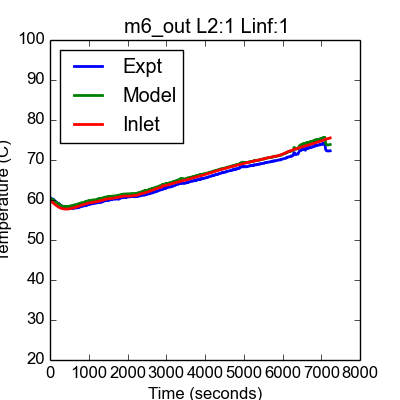 m6_out L2:1 Linf:1
100
90
80
70
60
50
40
30
20
Expt
Model
Inlet
Temperature (C)
0 1000 2000 3000 4000 5000 6000 7000 8000
Time (seconds)